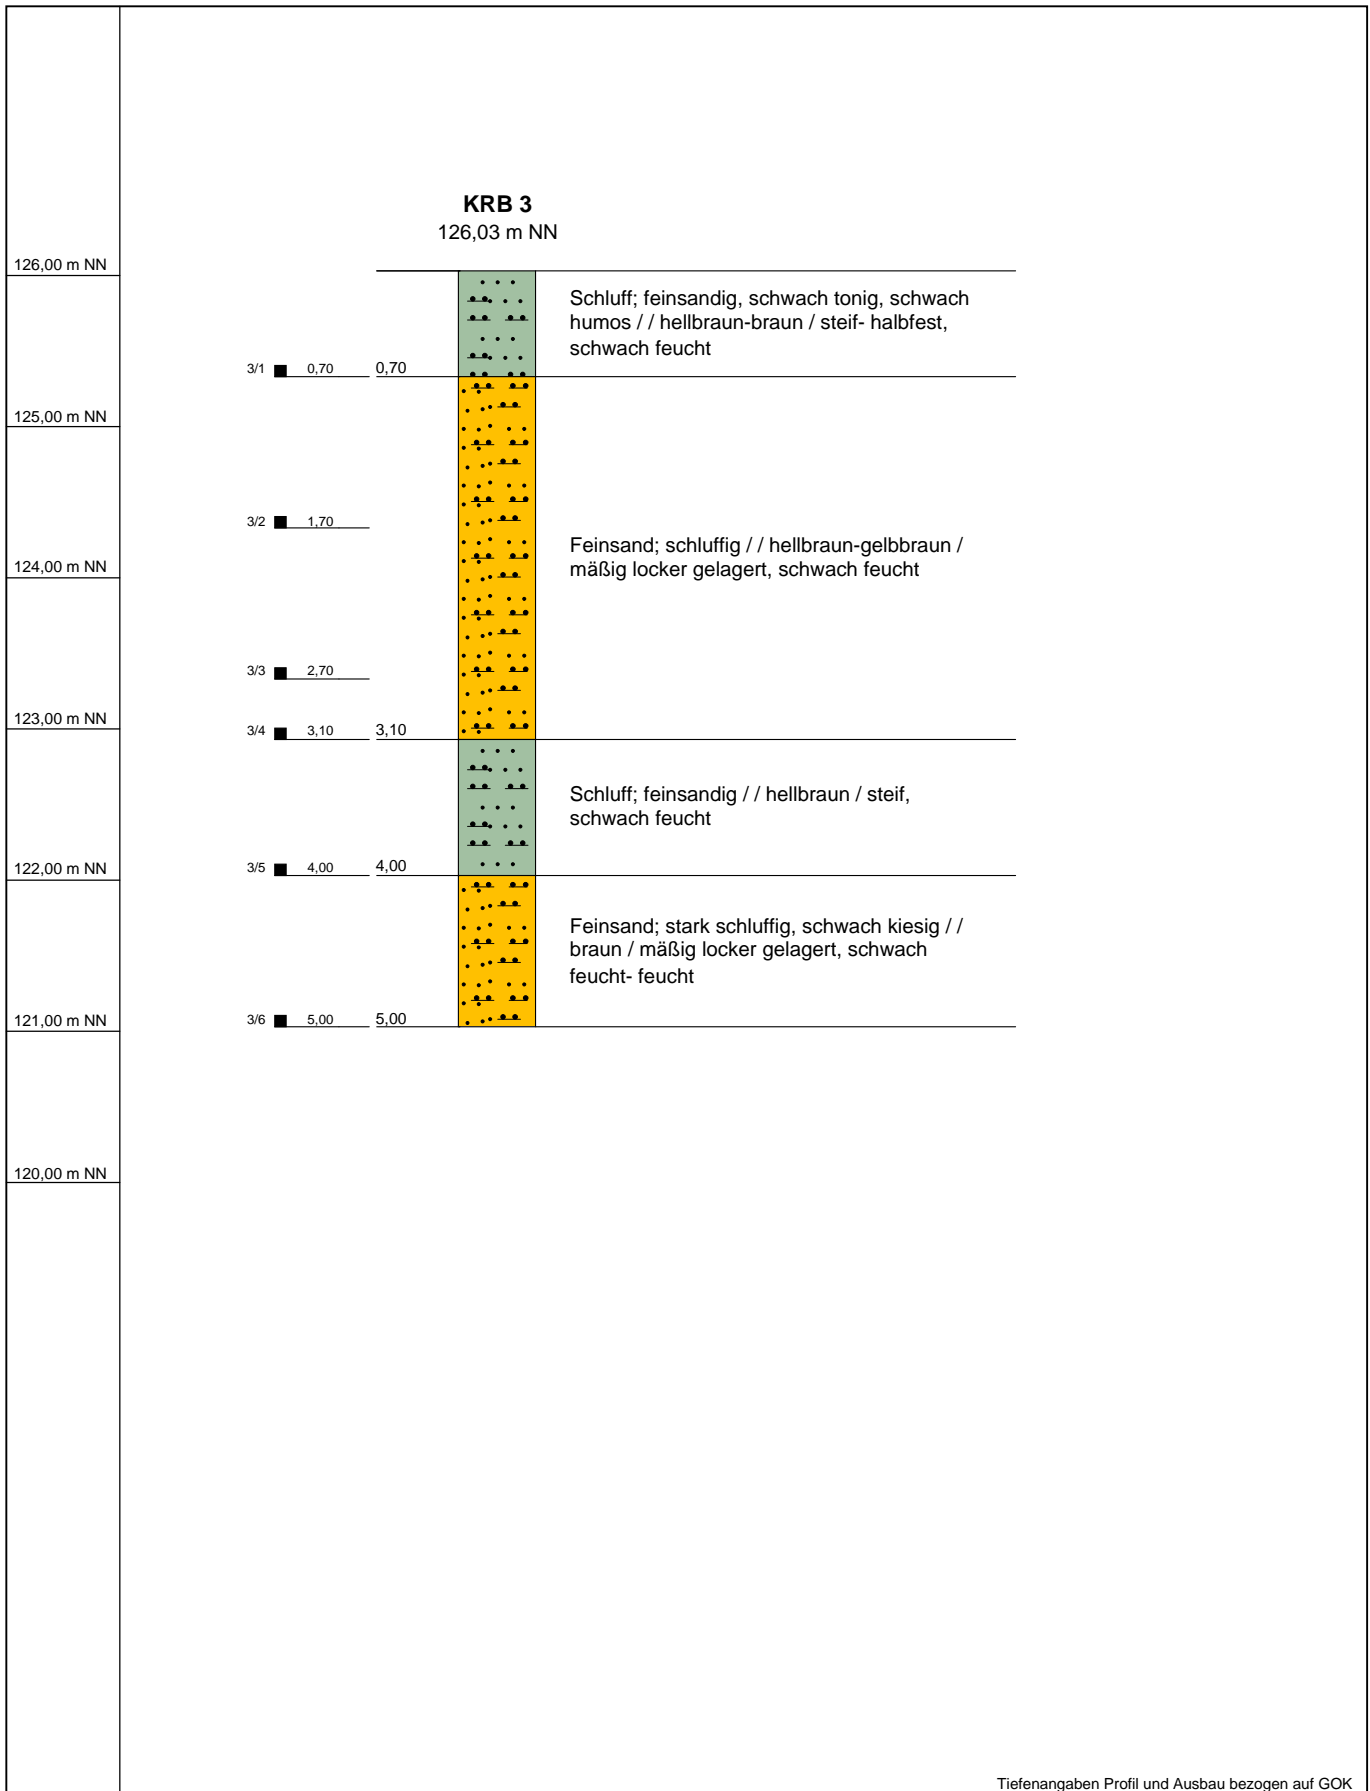 KRB 3
126,03 m NN
126,00 m NN
Schluff; feinsandig, schwach tonig, schwach
humos / / hellbraun-braun / steif- halbfest,
schwach feucht
3/1 0,70 0,70
125,00 m NN
3/2 1,70
Feinsand; schluffig / / hellbraun-gelbbraun /
mäßig locker gelagert, schwach feucht
124,00 m NN
3/3 2,70
123,00 m NN
3/4 3,10 3,10
Schluff; feinsandig / / hellbraun / steif,
schwach feucht
122,00 m NN
3/5 4,00 4,00
Feinsand; stark schluffig, schwach kiesig / /
braun / mäßig locker gelagert, schwach
feucht- feucht
121,00 m NN
3/6 5,00 5,00
120,00 m NN
Tiefenangaben Profil und Ausbau bezogen auf GOK